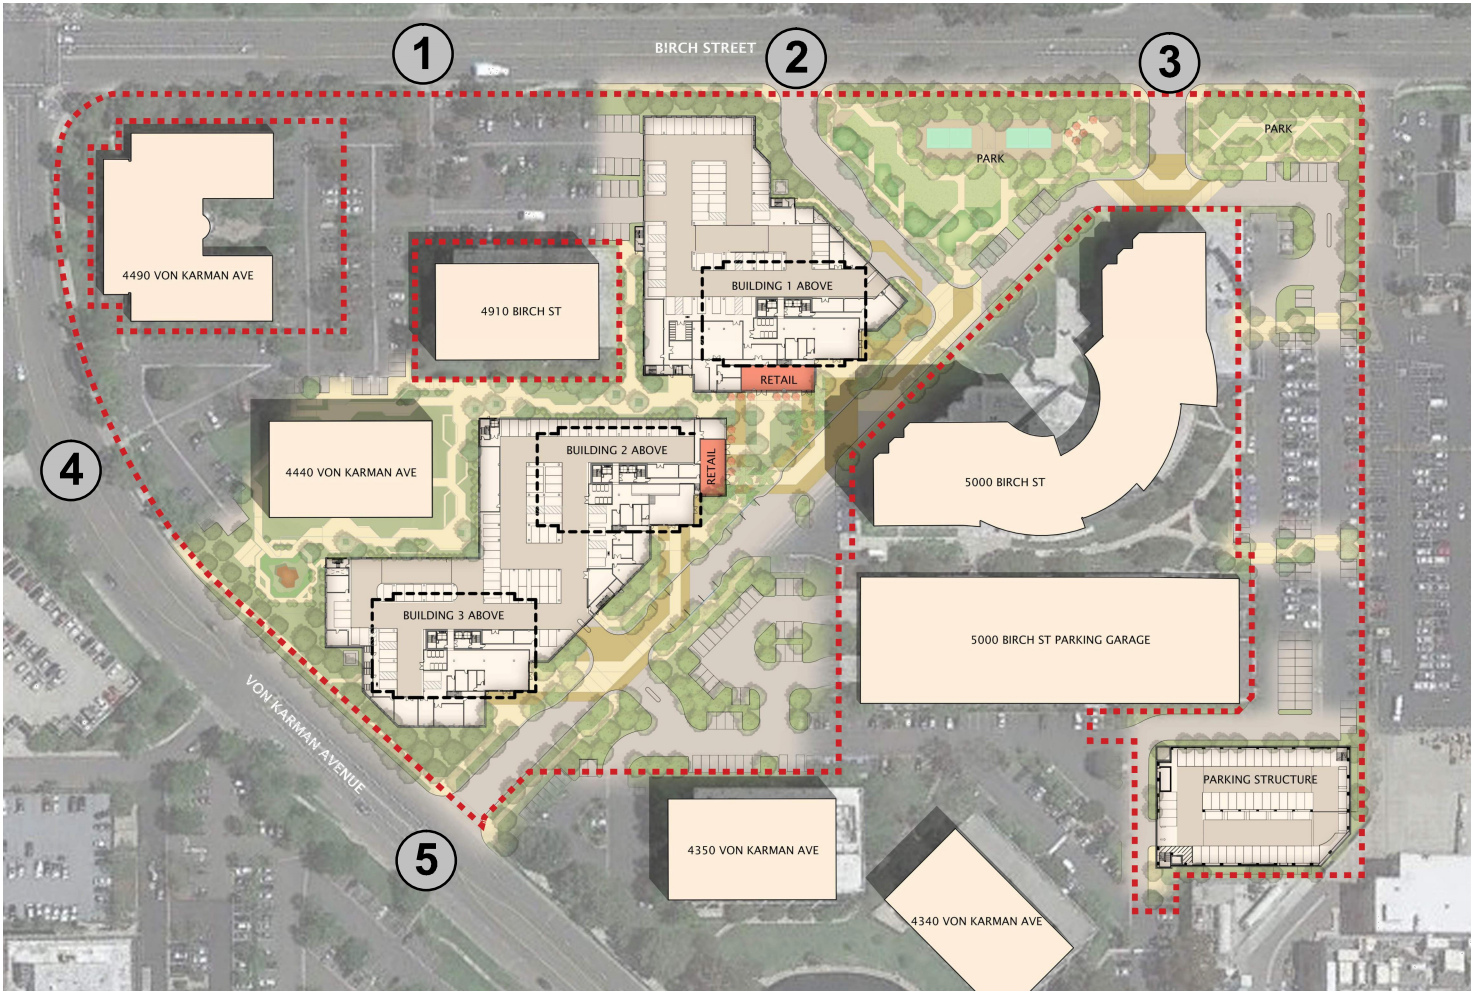 1
2
3
BIRCH STREET
PARK
PARK
4490 VON KARMAN AVE
4910 BIRCH ST
BUILDING 1 ABOVE
RETAIL
4440 VON KARMAN AVE
BUILDING 2 ABOVE
RETAIL
4
5000 BIRCH ST
BUILDING 3 ABOVE
5000 BIRCH ST PARKING GARAGE
VON KARMAN AVENUE
PARKING STRUCTURE
5
4350 VON KARMAN AVE
4340 VON KARMAN AVE